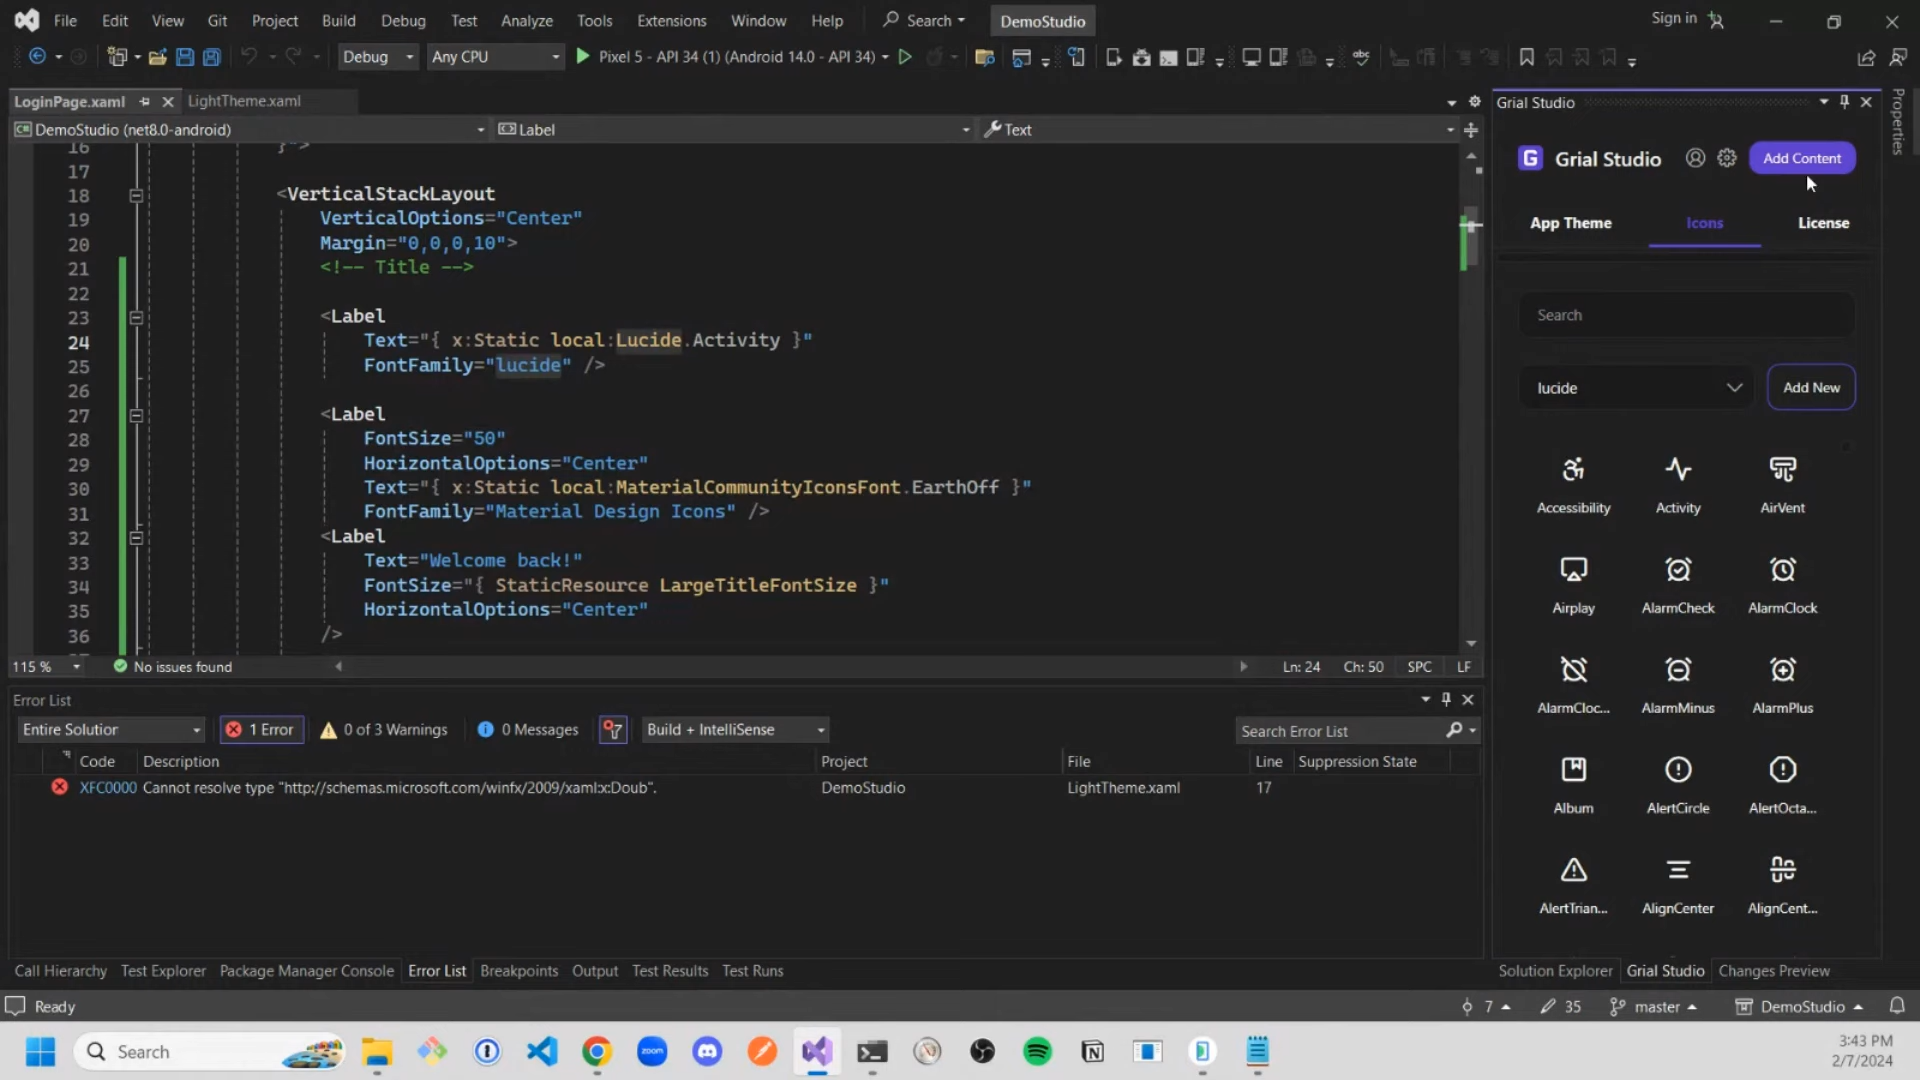 File Edit View Git Project Build Debug Test Analyze Tools Extensions Window Help Search DemoStudio Sign in
Debug Any CPU Pixel 5 - API 34 (1) (Android 14.0 - API 34)
LoginPage.xaml LightTheme.xaml
DemoStudio (net8.0-android) Label Text
16 }">
17
18 <VerticalStackLayout
19 VerticalOptions="Center"
20 Margin="0,0,0,10">
21 <!-- Title -->
22
23 <Label
24 Text="{ x:Static local:Lucide.Activity }"
25 FontFamily="lucide" />
26
27 <Label
28 FontSize="50"
29 HorizontalOptions="Center"
30 Text="{ x:Static local:MaterialCommunityIconsFont.EarthOff }"
31 FontFamily="Material Design Icons" />
32 <Label
33 Text="Welcome back!"
34 FontSize="{ StaticResource LargeTitleFontSize }"
35 HorizontalOptions="Center"
36 />
115 % No issues found Ln: 24 Ch: 50 SPC LF
Error List
Entire Solution 1 Error 0 of 3 Warnings 0 Messages Build + IntelliSense Search Error List
Code Description Project File Line Suppression State
XFC0000 Cannot resolve type "http://schemas.microsoft.com/winfx/2009/xaml:x:Doub". DemoStudio LightTheme.xaml 17
Call Hierarchy Test Explorer Package Manager Console Error List Breakpoints Output Test Results Test Runs
Grial Studio
G Grial Studio Add Content
App Theme Icons License
Search
lucide Add New
Accessibility Activity AirVent
Airplay AlarmCheck AlarmClock
AlarmCloc... AlarmMinus AlarmPlus
Album AlertCircle AlertOcta...
AlertTrian... AlignCenter AlignCent...
Solution Explorer Grial Studio Changes Preview
Properties
Ready 7 35 master DemoStudio
Search zoom 3:43 PM
2/7/2024